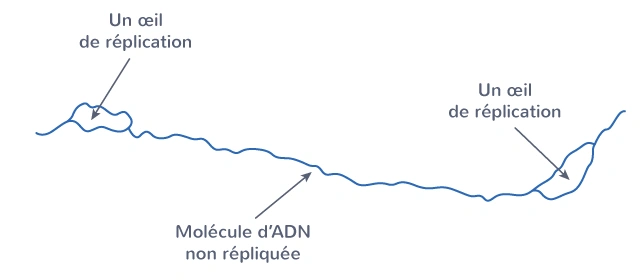 Un œil
de réplication
Un œil
de réplication
Molécule d’ADN
non répliquée